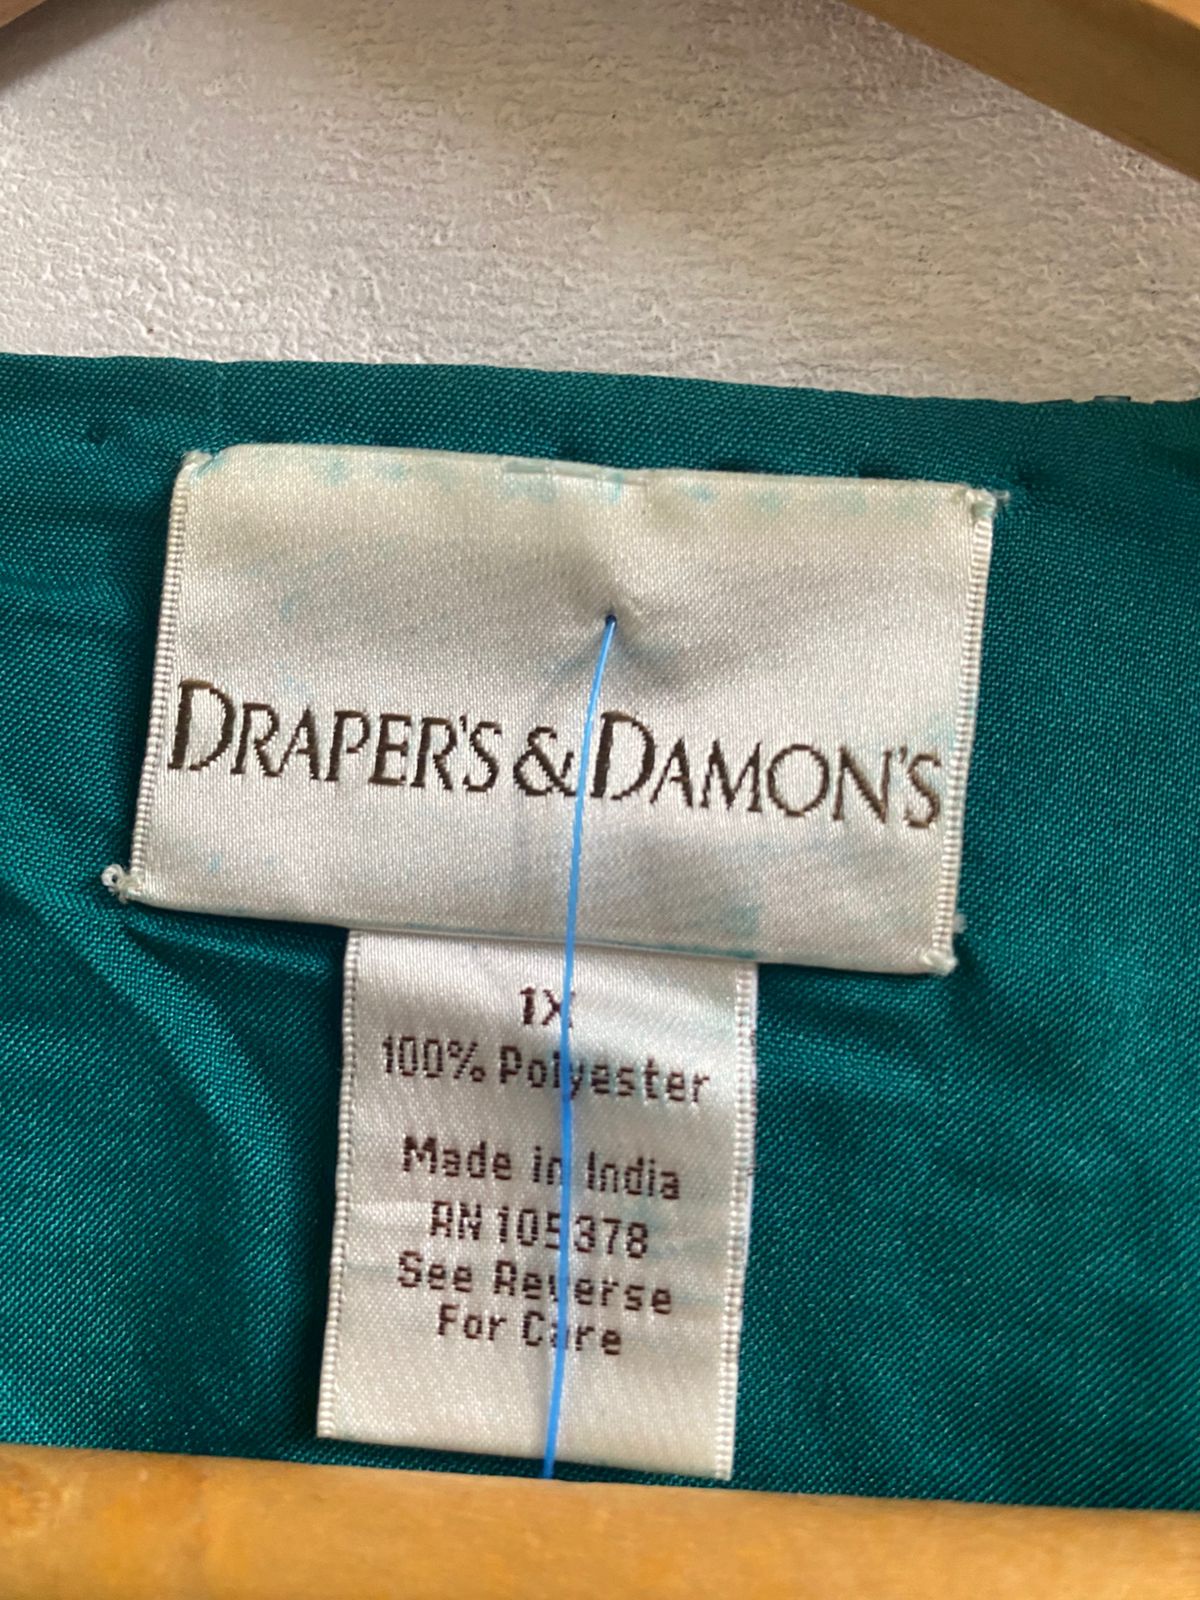 DRAPER'S & DAMON'S
1X
100% Polyester
Made in India
RN 105378
See Reverse
For Care